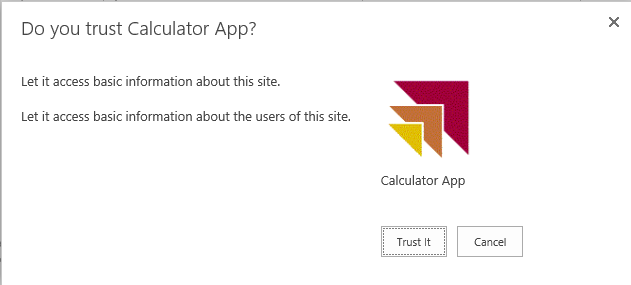 Do you trust Calculator App?
Let it access basic information about this site.
Let it access basic information about the users of this site.
Calculator App
Trust It
Cancel